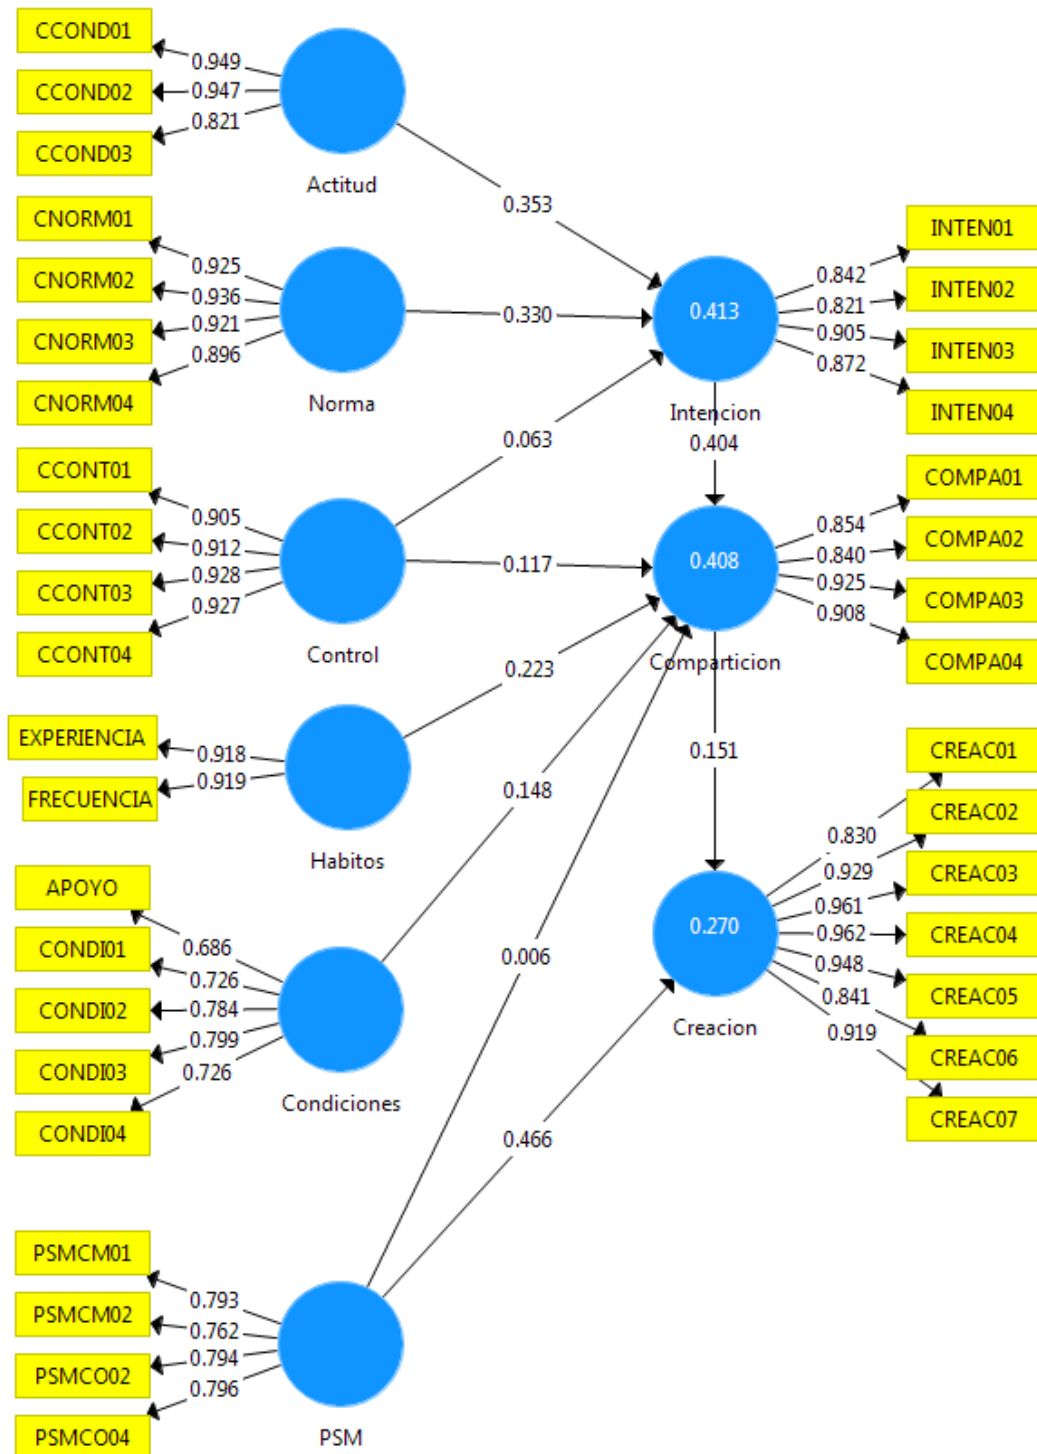 CCOND01
CCOND02
CCOND03
0.949
0.947
0.821
Actitud
CNORM01
CNORM02
CNORM03
CNORM04
0.925
0.936
0.921
0.896
Norma
CCONT01
CCONT02
CCONT03
CCONT04
0.905
0.912
0.928
0.927
Control
EXPERIENCIA
FRECUENCIA
0.918
0.919
Habitos
APOYO
CONDI01
CONDI02
CONDI03
CONDI04
0.686
0.726
0.784
0.799
0.726
Condiciones
PSMCM01
PSMCM02
PSMCO02
PSMCO04
0.793
0.762
0.794
0.796
PSM
0.353
0.330
0.063
0.117
0.223
0.148
0.006
0.466
0.413
Intencion
0.404
0.408
Comparticion
0.151
0.270
Creacion
0.842
0.821
0.905
0.872
INTEN01
INTEN02
INTEN03
INTEN04
0.854
0.840
0.925
0.908
COMPA01
COMPA02
COMPA03
COMPA04
0.830
0.929
0.961
0.962
0.948
0.841
0.919
CREAC01
CREAC02
CREAC03
CREAC04
CREAC05
CREAC06
CREAC07